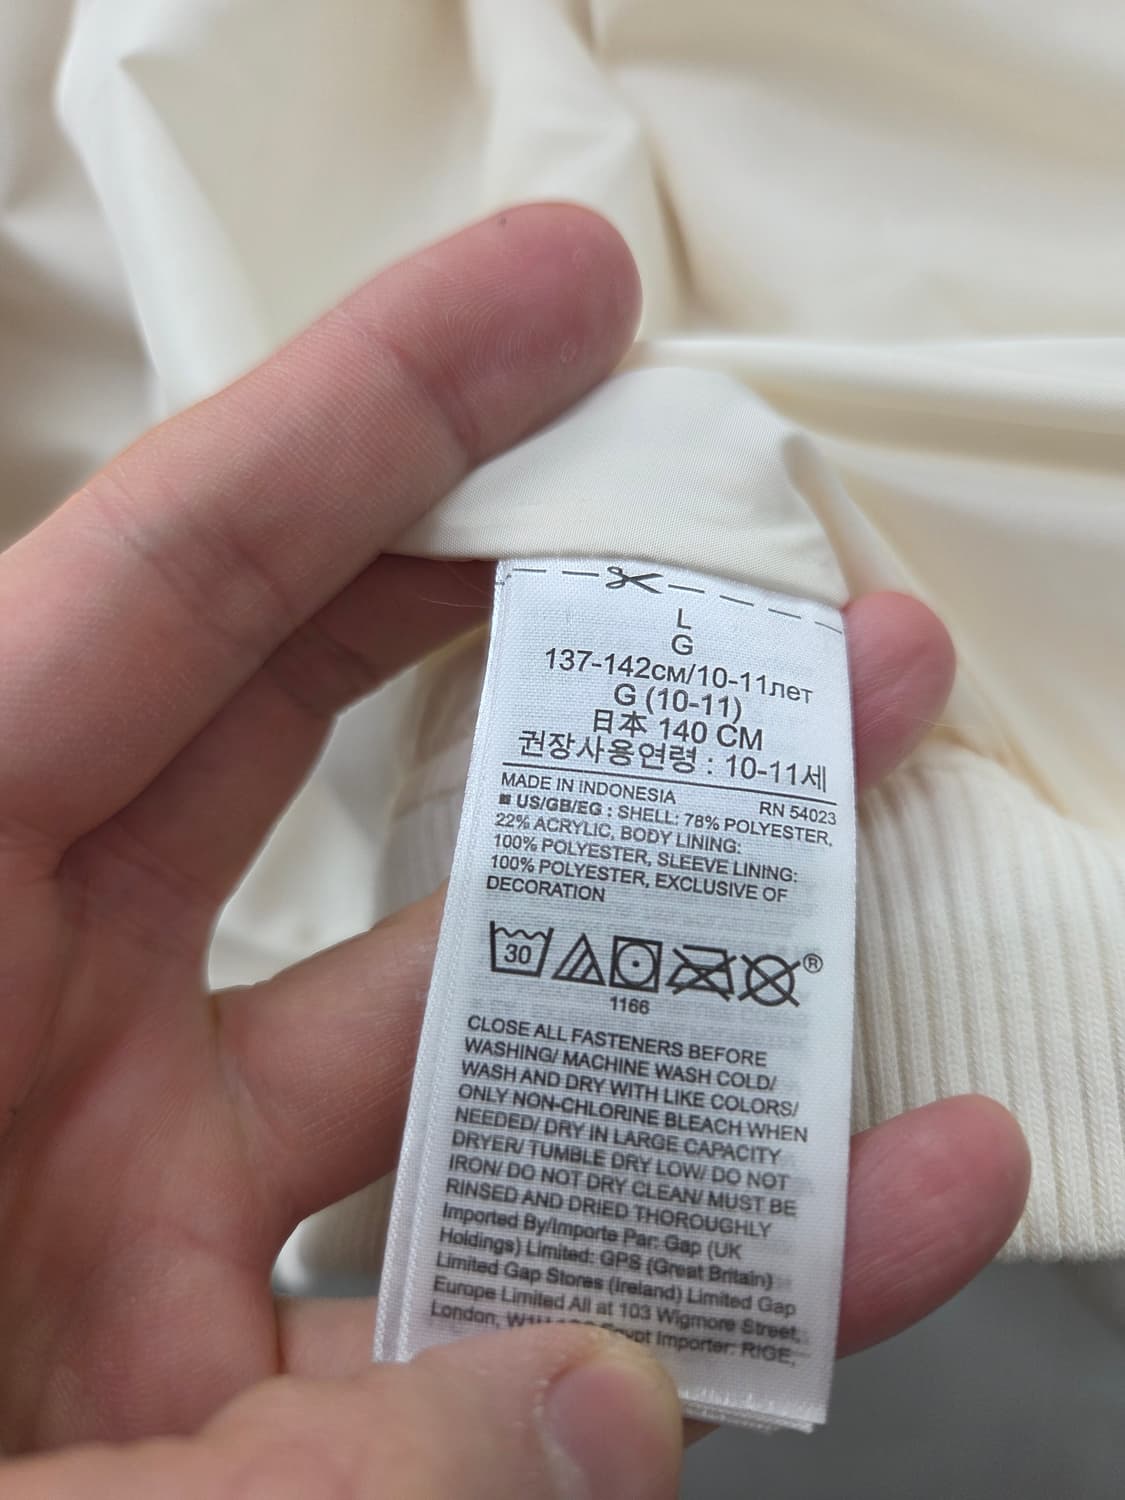 L
G
137-142см/10-11лет
G (10-11)
日本 140 CM
권장사용연령 : 10-11세
MADE IN INDONESIA RN 54023
■ US/GB/EG : SHELL: 78% POLYESTER,
22% ACRYLIC, BODY LINING:
100% POLYESTER, SLEEVE LINING:
100% POLYESTER, EXCLUSIVE OF
DECORATION
30 ®
1166
CLOSE ALL FASTENERS BEFORE
WASHING/ MACHINE WASH COLD/
WASH AND DRY WITH LIKE COLORS/
ONLY NON-CHLORINE BLEACH WHEN
NEEDED/ DRY IN LARGE CAPACITY
DRYER/ TUMBLE DRY LOW/ DO NOT
IRON/ DO NOT DRY CLEAN/ MUST BE
RINSED AND DRIED THOROUGHLY
Imported By/Importe Par: Gap (UK
Holdings) Limited: GPS (Great Britain)
Limited Gap Stores (Ireland) Limited Gap
Europe Limited All at 103 Wigmore Street,
London, Importer: RIGE,